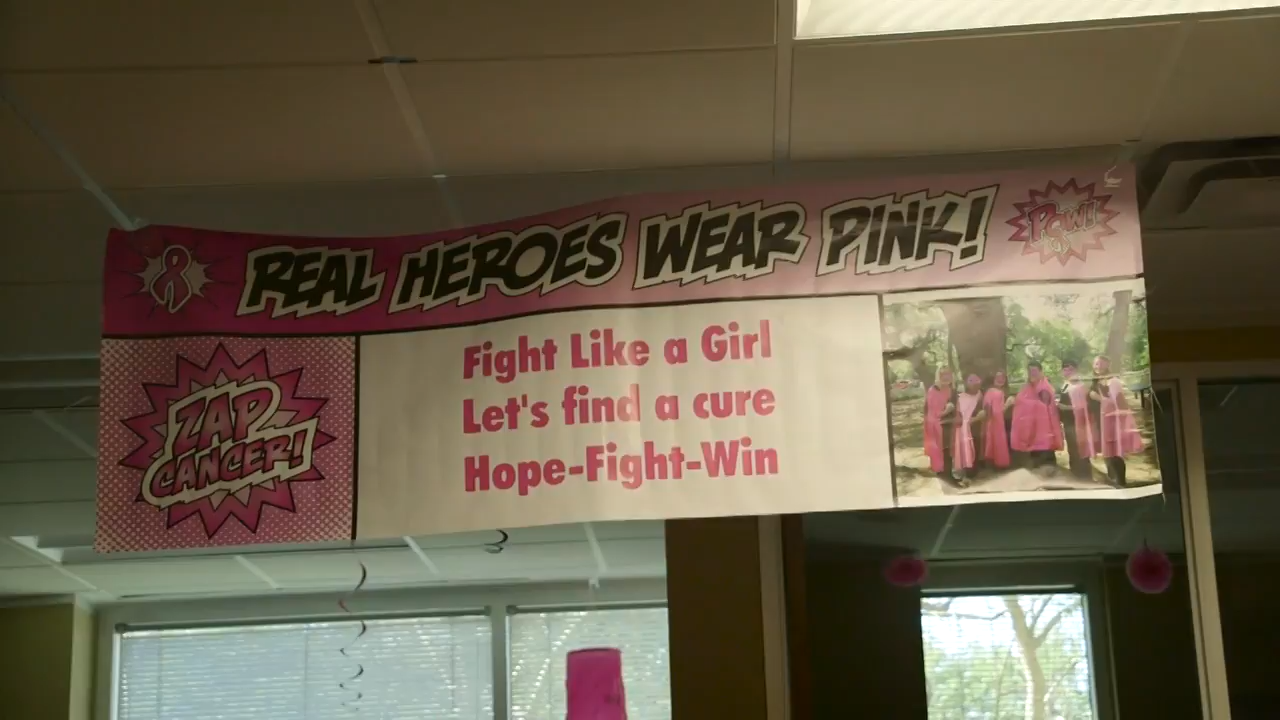 REAL HEROES WEAR PINK!
POW!
ZAP
CANCER!
Fight Like a Girl
Let's find a cure
Hope-Fight-Win